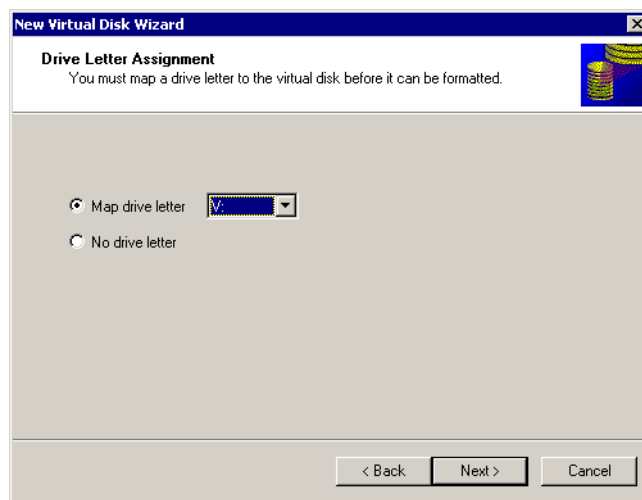 New Virtual Disk Wizard
Drive Letter Assignment
You must map a drive letter to the virtual disk before it can be formatted.
Map drive letter V:
No drive letter
< Back Next > Cancel